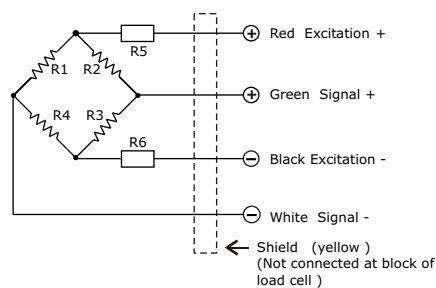 R5
Red Excitation +
R1
R2
Green Signal +
R4
R3
R6
Black Excitation -
White Signal -
Shield (yellow )
(Not connected at block of
load cell )